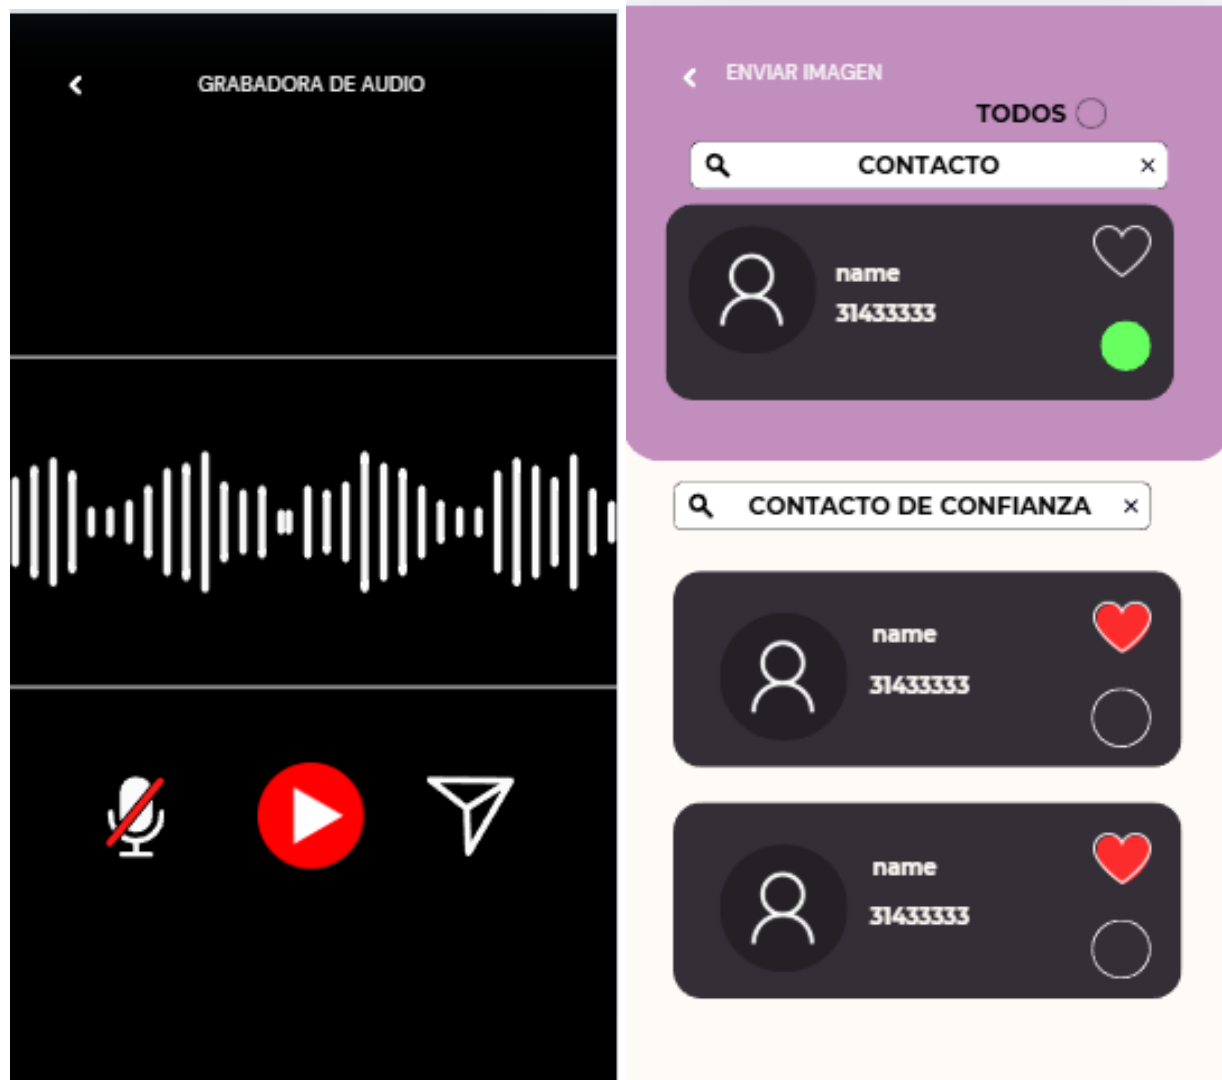 GRABADORA DE AUDIO
ENVIAR IMAGEN
TODOS
CONTACTO
name
31433333
CONTACTO DE CONFIANZA
name
31433333
name
31433333